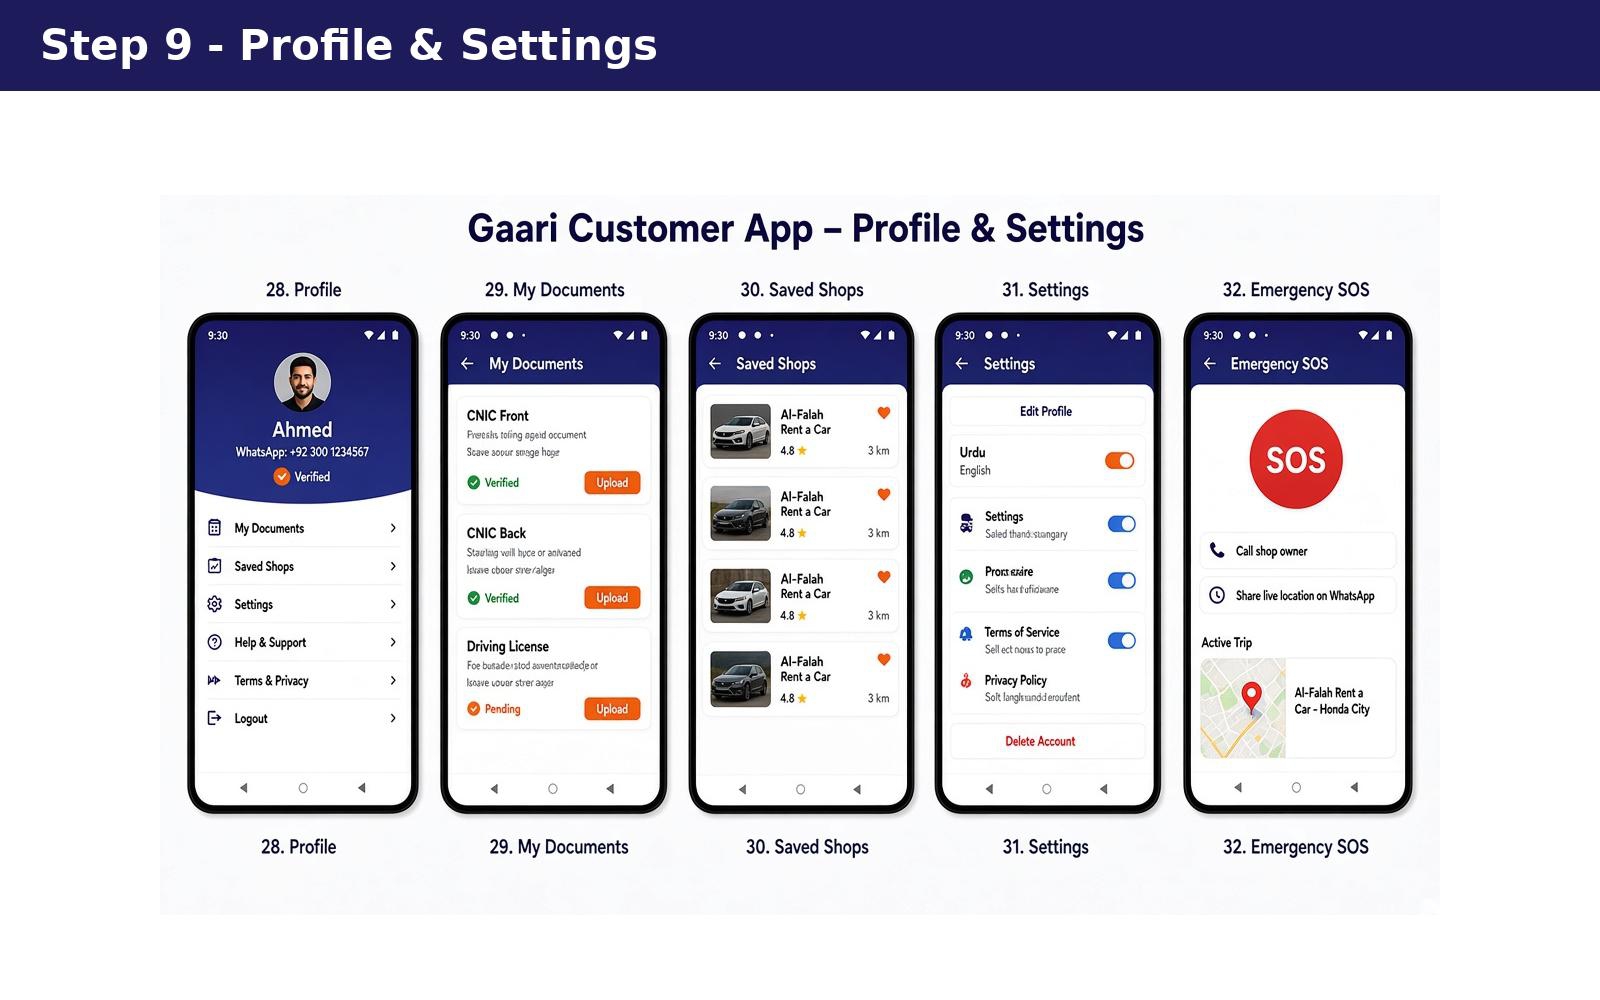 Step 9 - Profile & Settings
Gaari Customer App – Profile & Settings
28. Profile
9:30
Ahmed
WhatsApp: +92 300 1234567
Verified
My Documents
Saved Shops
Settings
Help & Support
Terms & Privacy
Logout
28. Profile
29. My Documents
9:30
My Documents
CNIC Front
Verified
Upload
CNIC Back
Verified
Upload
Driving License
Pending
Upload
29. My Documents
30. Saved Shops
9:30
Saved Shops
Al-Falah
Rent a Car
4.8 3 km
Al-Falah
Rent a Car
4.8 3 km
Al-Falah
Rent a Car
4.8 3 km
Al-Falah
Rent a Car
4.8 3 km
30. Saved Shops
31. Settings
9:30
Settings
Edit Profile
Urdu
English
Settings
Terms of Service
Privacy Policy
Delete Account
31. Settings
32. Emergency SOS
9:30
Emergency SOS
SOS
Call shop owner
Share live location on WhatsApp
Active Trip
Al-Falah Rent a
Car - Honda City
32. Emergency SOS